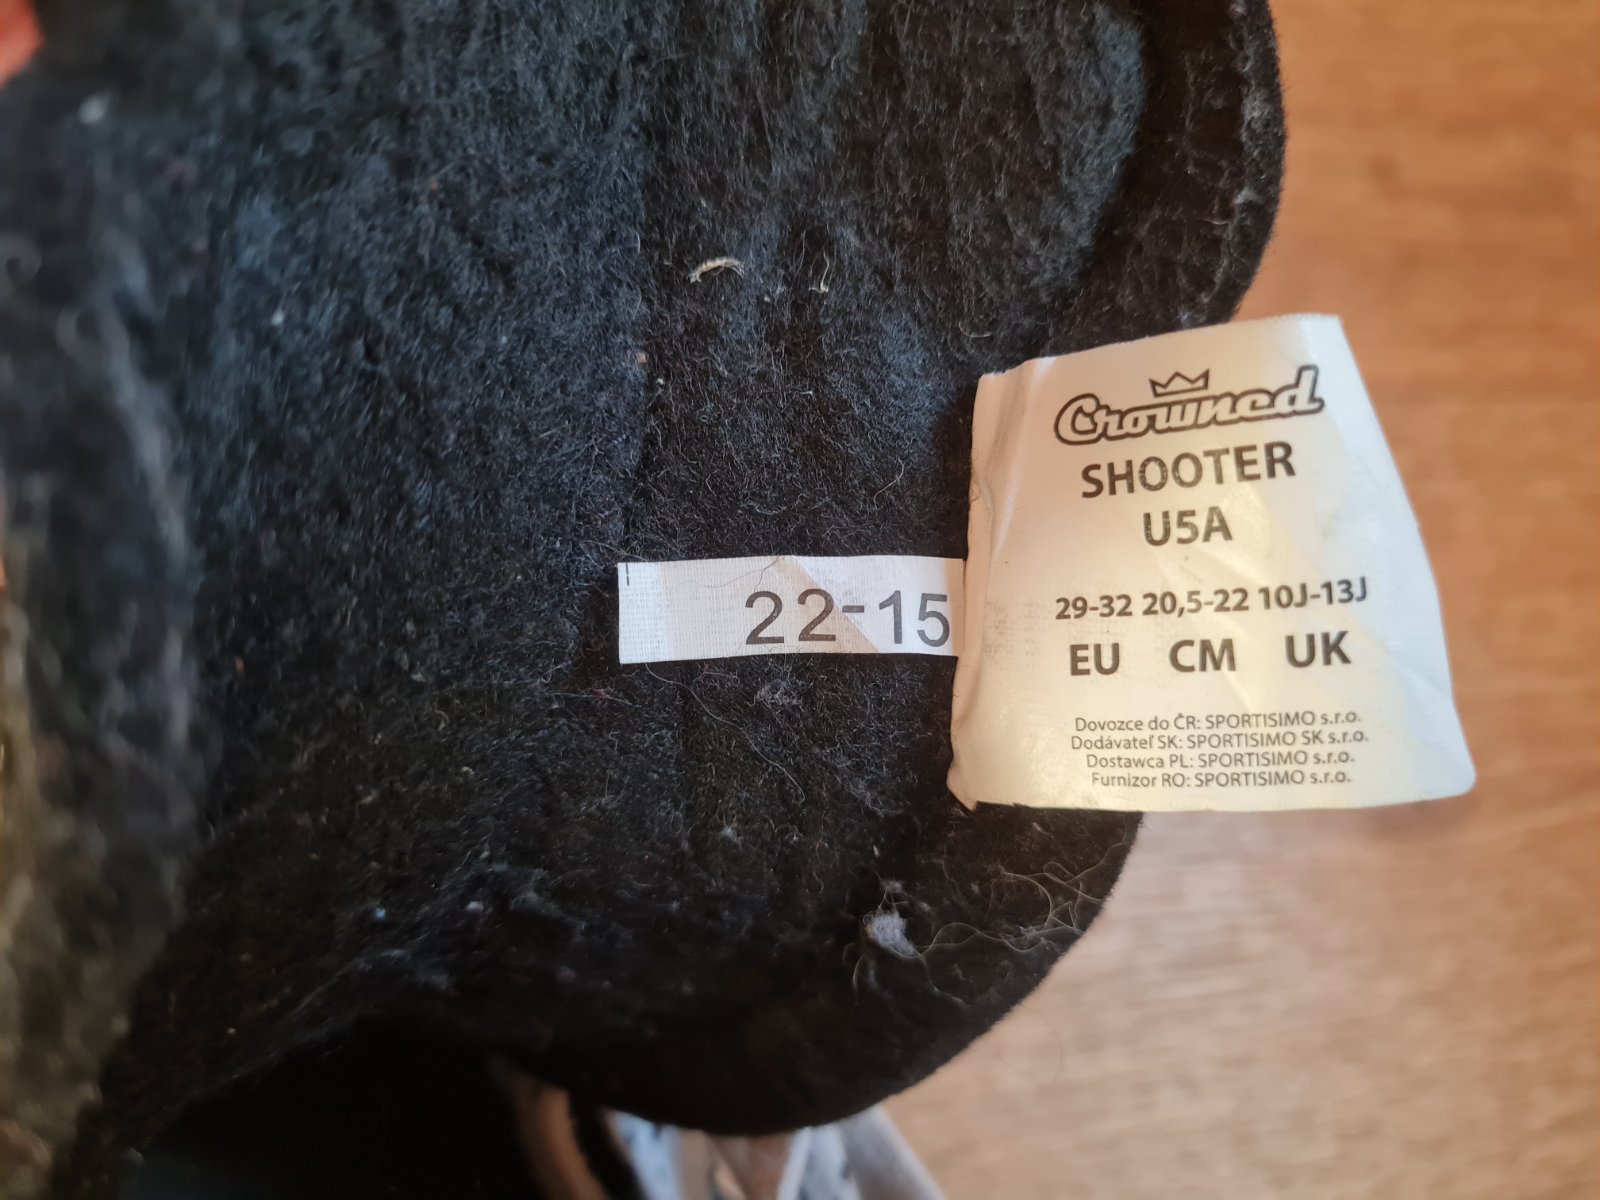 Crowned
SHOOTER
U5A
29-32 20,5-22 10J-13J
EU CM UK
Dovozce do ČR: SPORTISIMO s.r.o.
Dodávateľ SK: SPORTISIMO SK s.r.o.
Dostawca PL: SPORTISIMO s.r.o.
Furnizor RO: SPORTISIMO s.r.o.
22-15